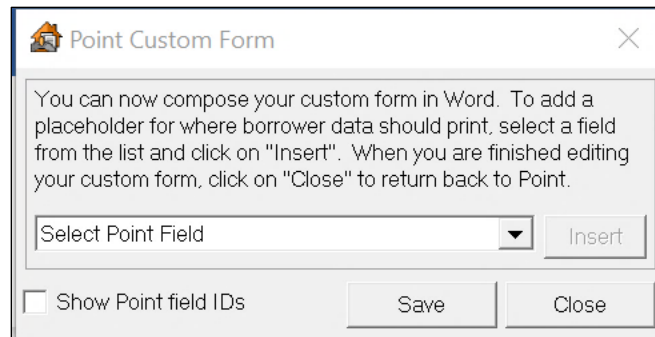 Point Custom Form
You can now compose your custom form in Word. To add a
placeholder for where borrower data should print, select a field
from the list and click on "Insert". When you are finished editing
your custom form, click on "Close" to return back to Point.
Select Point Field
Insert
Show Point field IDs
Save
Close